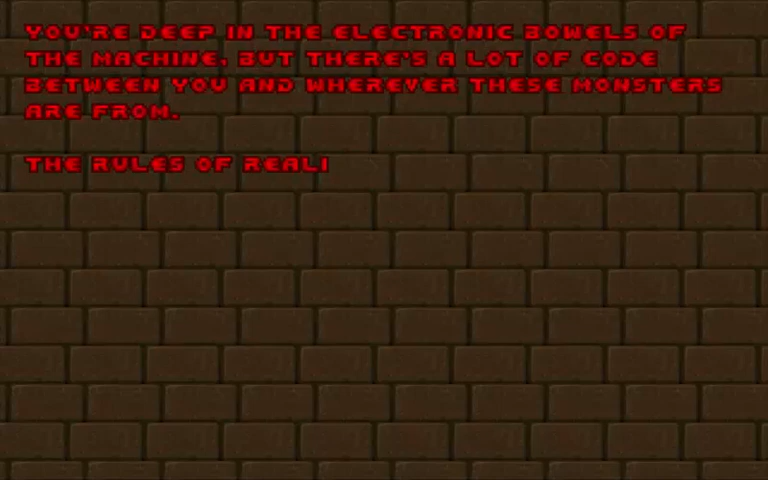 YOU'RE DEEP IN THE ELECTRONIC BOWELS OF
THE MACHINE, BUT THERE'S A LOT OF CODE
BETWEEN YOU AND WHEREVER THESE MONSTERS
ARE FROM.
THE RULES OF REALI